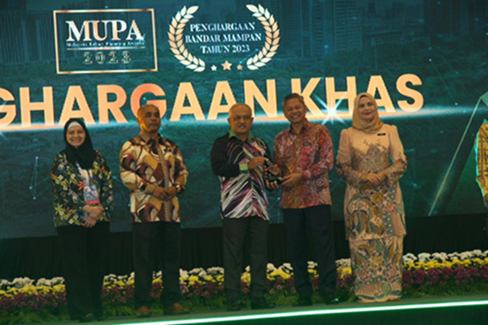 MUPA
2023
PENGHARGAAN
BANDAR MAMPAN
TAHUN 2023
GHARGAAN KHAS